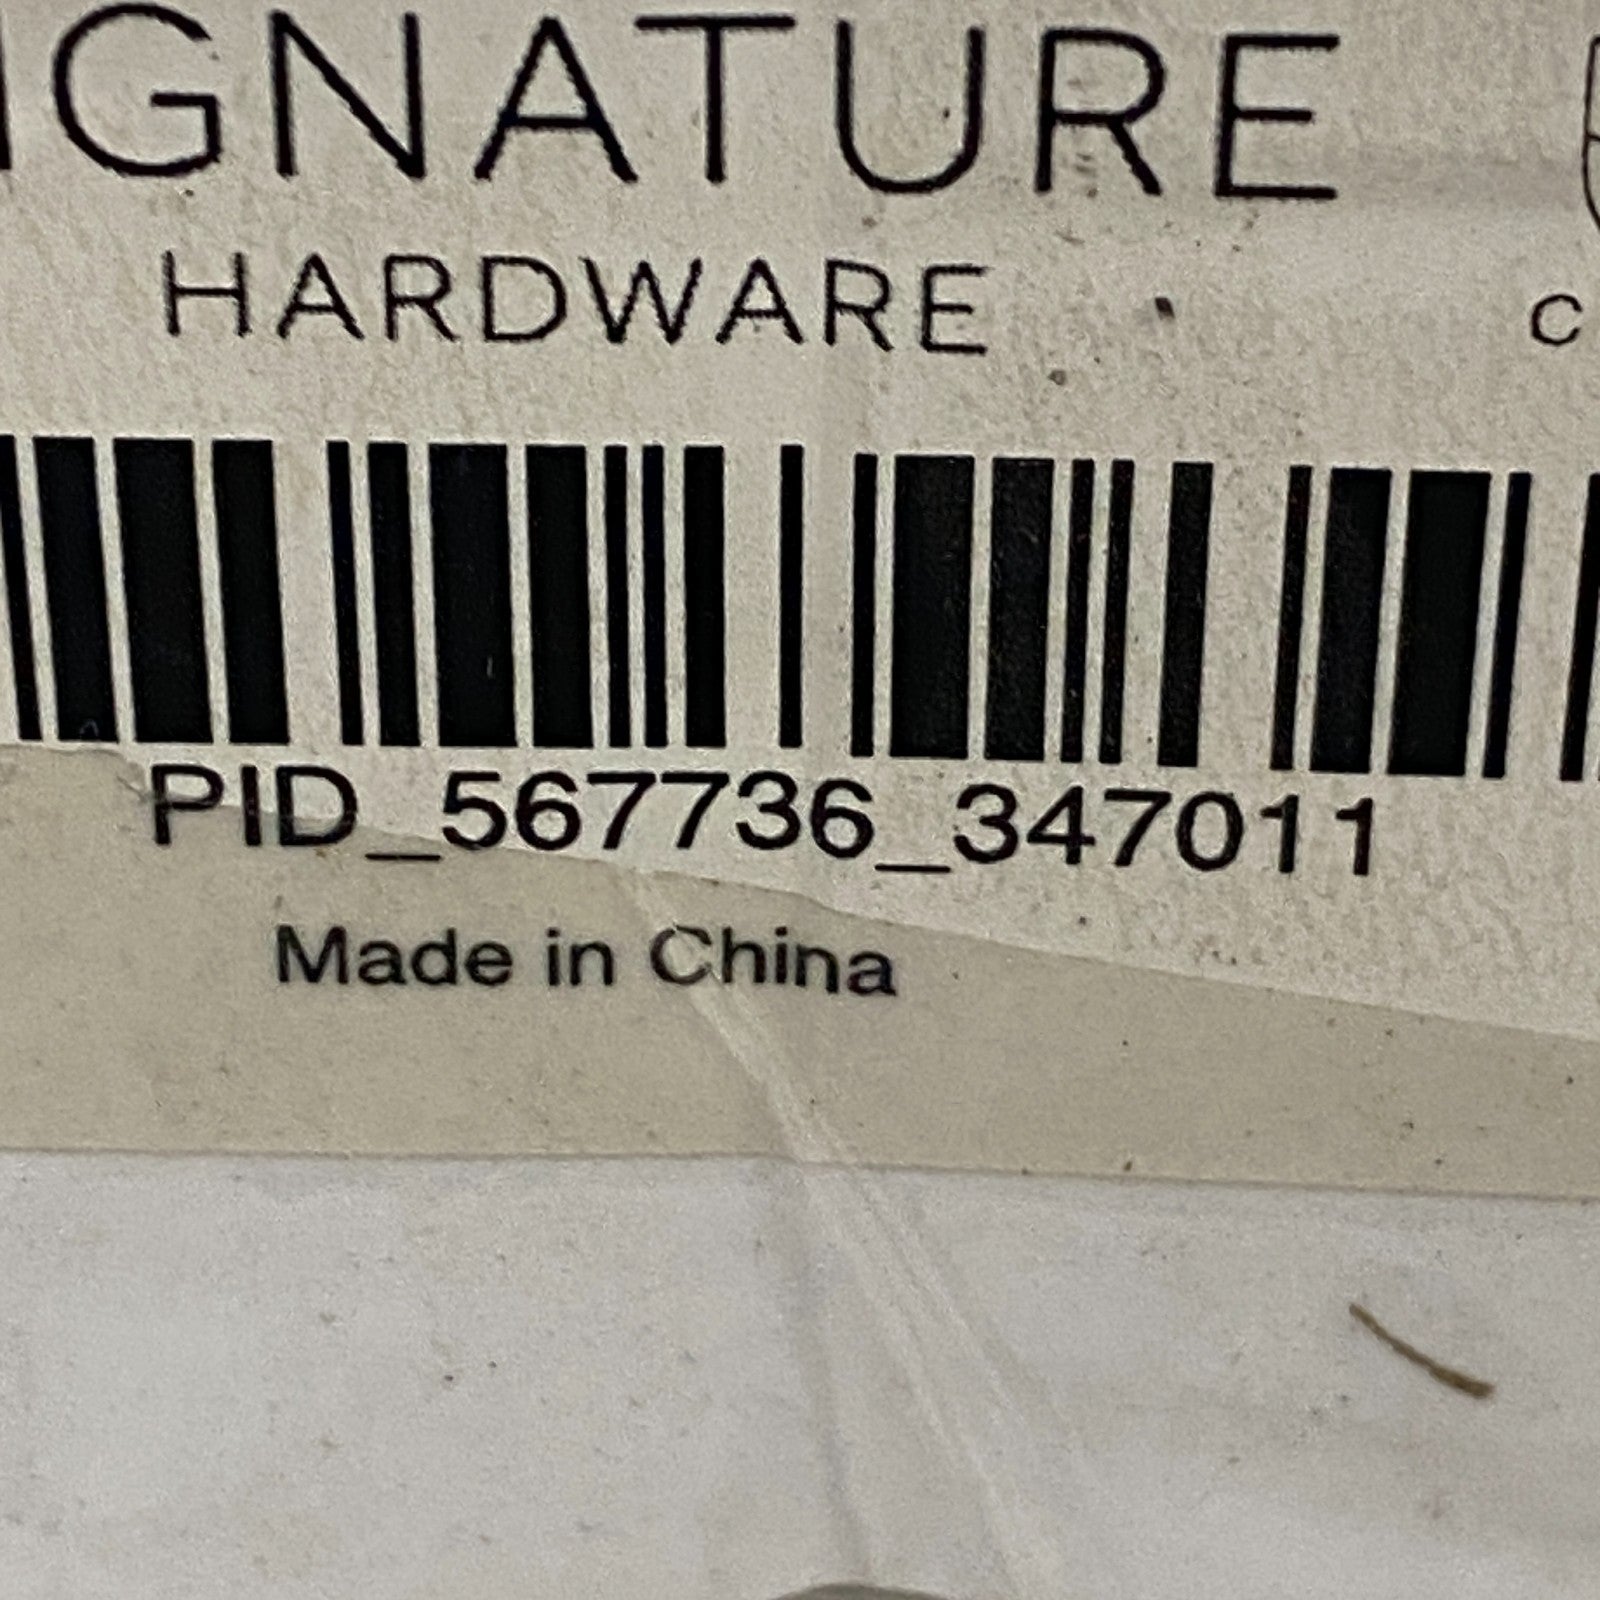 IGNATURE
HARDWARE
C
PID_567736_347011
Made in China